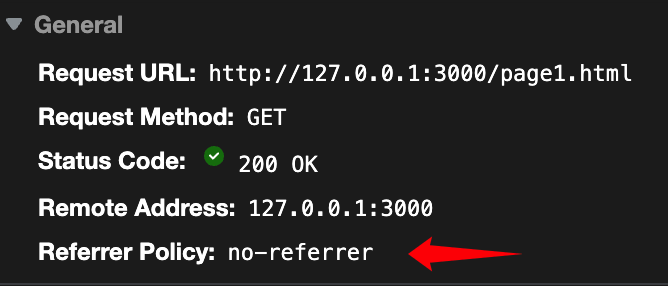 General
Request URL: http://127.0.0.1:3000/page1.html
Request Method: GET
Status Code: 200 OK
Remote Address: 127.0.0.1:3000
Referrer Policy: no-referrer